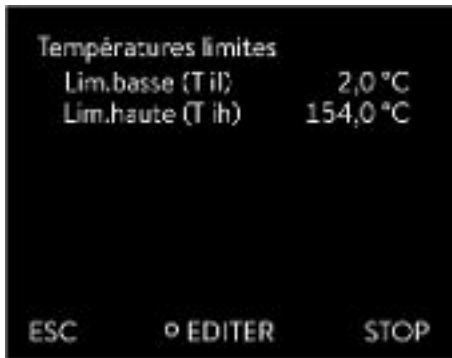 Températures limites
Lim.basse (T il) 2,0 °C
Lim.haute (T ih) 154,0 °C
ESC O EDITER STOP